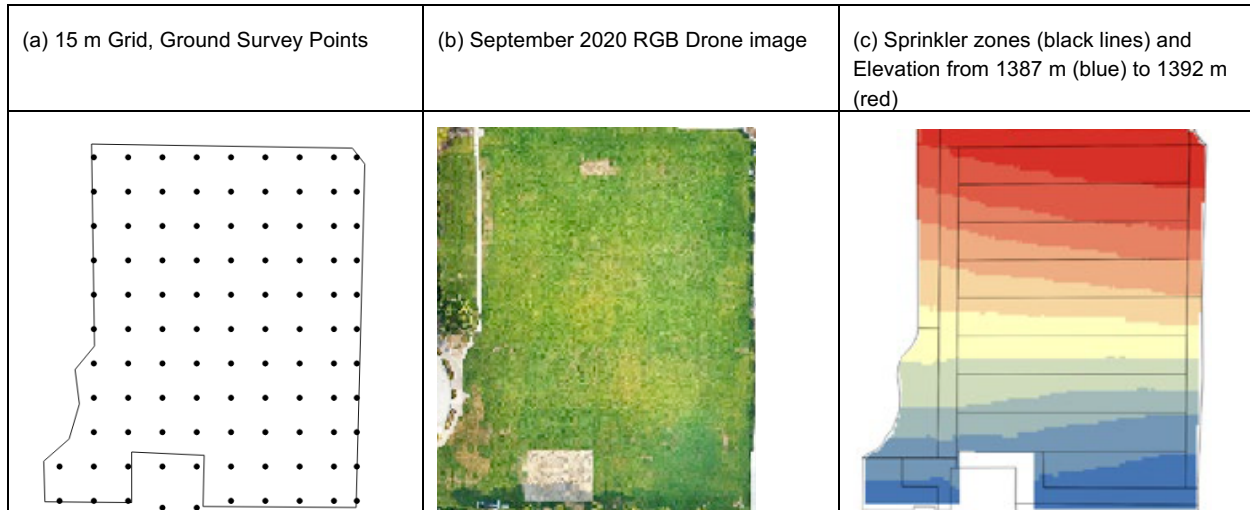 (a) 15 m Grid, Ground Survey Points
(b) September 2020 RGB Drone image
(c) Sprinkler zones (black lines) and
Elevation from 1387 m (blue) to 1392 m
(red)